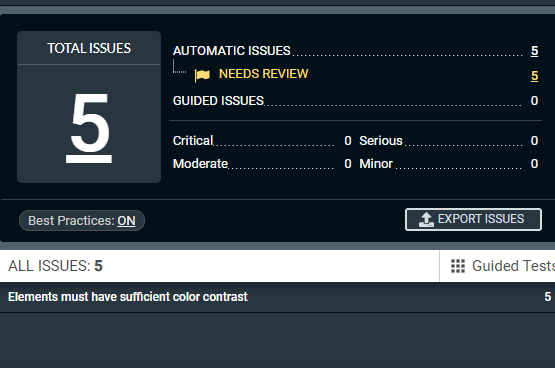 TOTAL ISSUES
5
AUTOMATIC ISSUES 5
NEEDS REVIEW 5
GUIDED ISSUES 0
Critical 0 Serious 0
Moderate 0 Minor 0
Best Practices: ON
EXPORT ISSUES
ALL ISSUES: 5
Guided Tests
Elements must have sufficient color contrast 5